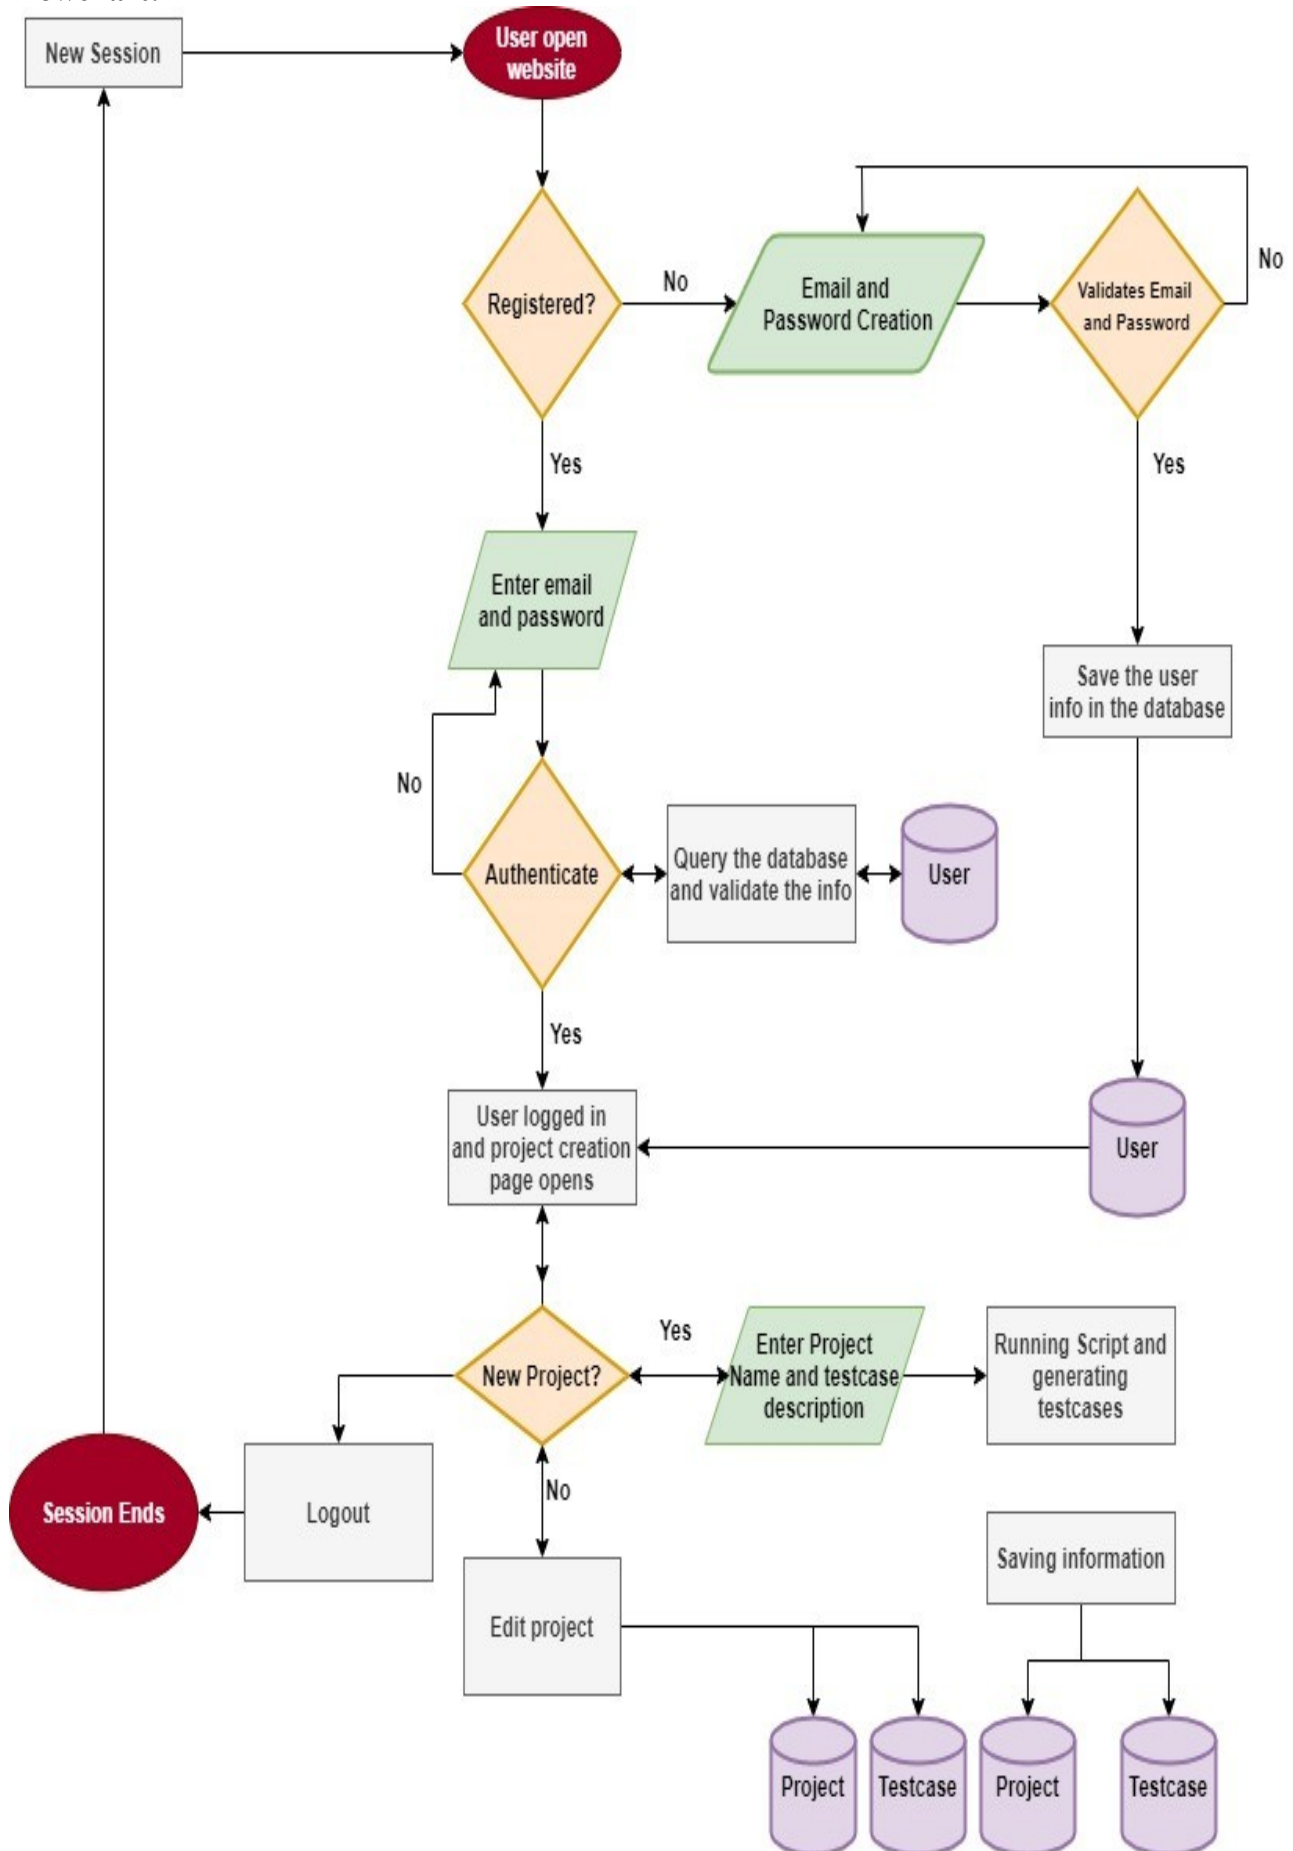 New Session
User open
website
Registered?
No
Email and
Password Creation
Validates Email
and Password
No
Yes
Yes
Enter email
and password
Save the user
info in the database
No
Authenticate
Query the database
and validate the info
User
Yes
User logged in
and project creation
page opens
User
New Project?
Yes
Enter Project
Name and testcase
description
Running Script and
generating
testcases
Session Ends
Logout
No
Saving information
Edit project
Project
Testcase
Project
Testcase